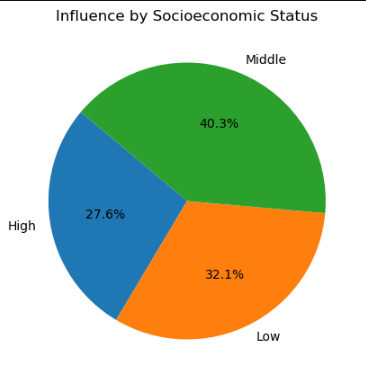 Influence by Socioeconomic Status
Middle
40.3%
27.6%
High
32.1%
Low